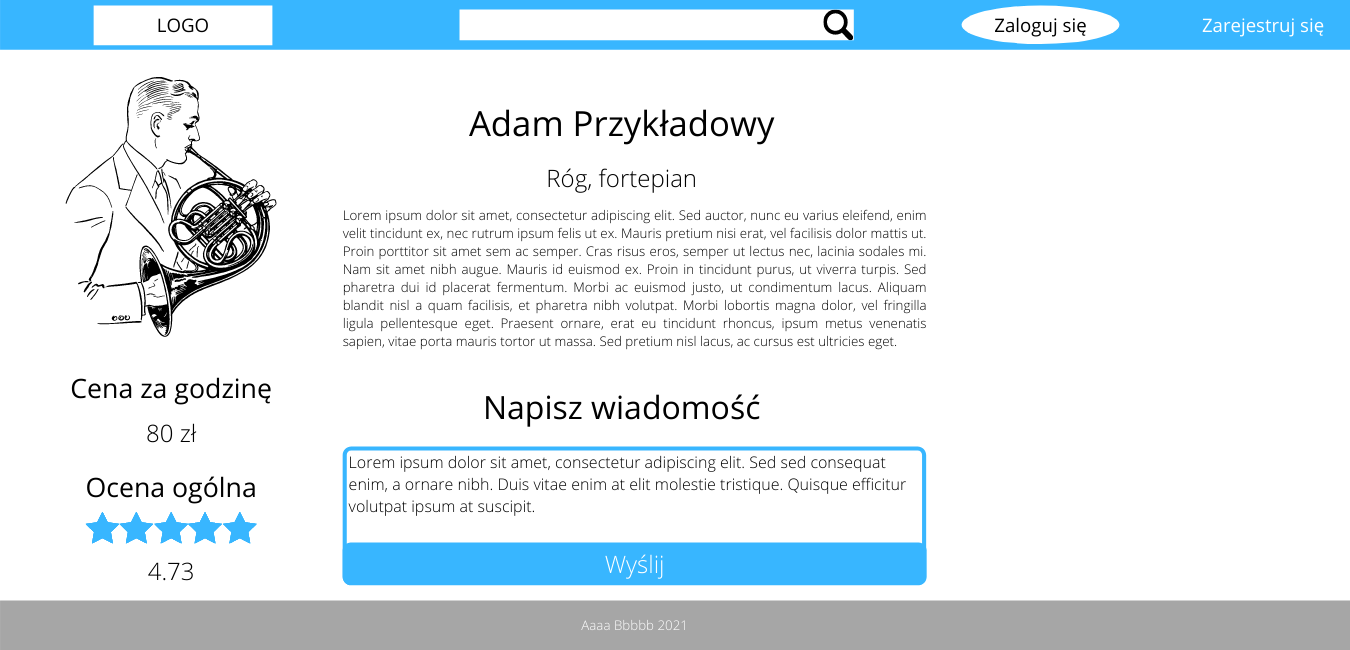 LOGO
Zaloguj się
Zarejestruj się
Adam Przykładowy
Róg, fortepian
Lorem ipsum dolor sit amet, consectetur adipiscing elit. Sed auctor, nunc eu varius eleifend, enim
velit tincidunt ex, nec rutrum ipsum felis ut ex. Mauris pretium nisi erat, vel facilisis dolor mattis ut.
Proin porttitor sit amet sem ac semper. Cras risus eros, semper ut lectus nec, lacinia sodales mi.
Nam sit amet nibh augue. Mauris id euismod ex. Proin in tincidunt purus, ut viverra turpis. Sed
pharetra dui id placerat fermentum. Morbi ac euismod justo, ut condimentum lacus. Aliquam
blandit nisl a quam facilisis, et pharetra nibh volutpat. Morbi lobortis magna dolor, vel fringilla
ligula pellentesque eget. Praesent ornare, erat eu tincidunt rhoncus, ipsum metus venenatis
sapien, vitae porta mauris tortor ut massa. Sed pretium nisl lacus, ac cursus est ultricies eget.
Cena za godzinę
80 zł
Ocena ogólna
4.73
Napisz wiadomość
Lorem ipsum dolor sit amet, consectetur adipiscing elit. Sed sed consequat
enim, a ornare nibh. Duis vitae enim at elit molestie tristique. Quisque efficitur
volutpat ipsum at suscipit.
Wyślij
Aaaa Bbbbb 2021